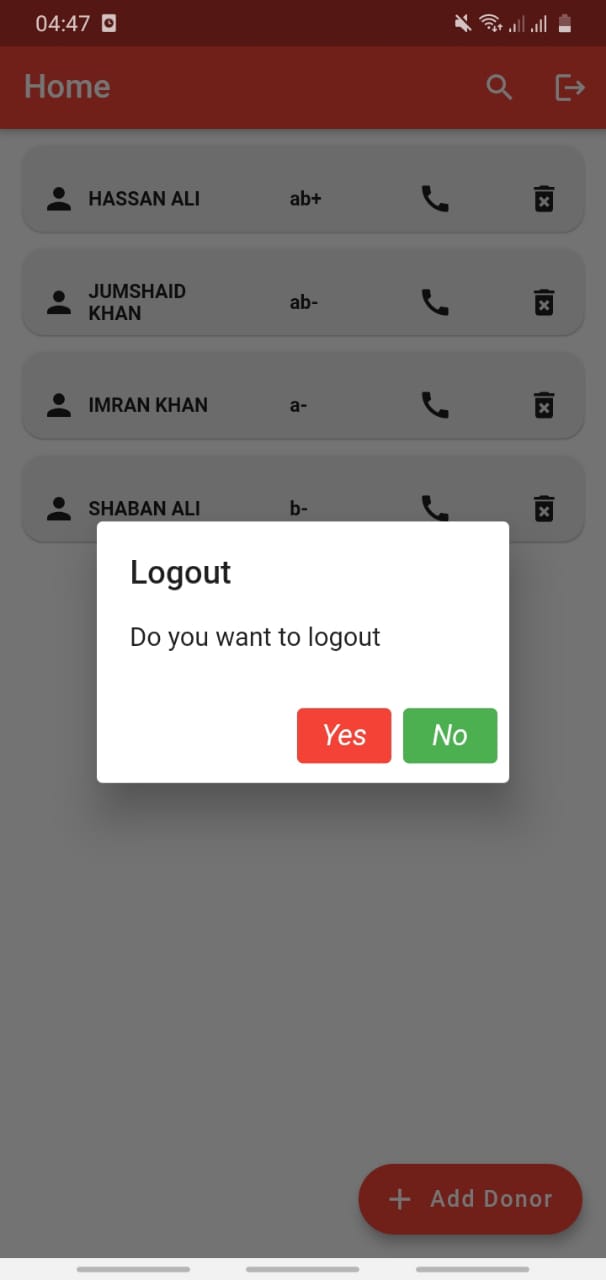 04:47
Home
HASSAN ALI ab+
JUMSHAID
KHAN
ab-
IMRAN KHAN a-
SHABAN ALI b-
Logout
Do you want to logout
Yes No
+ Add Donor